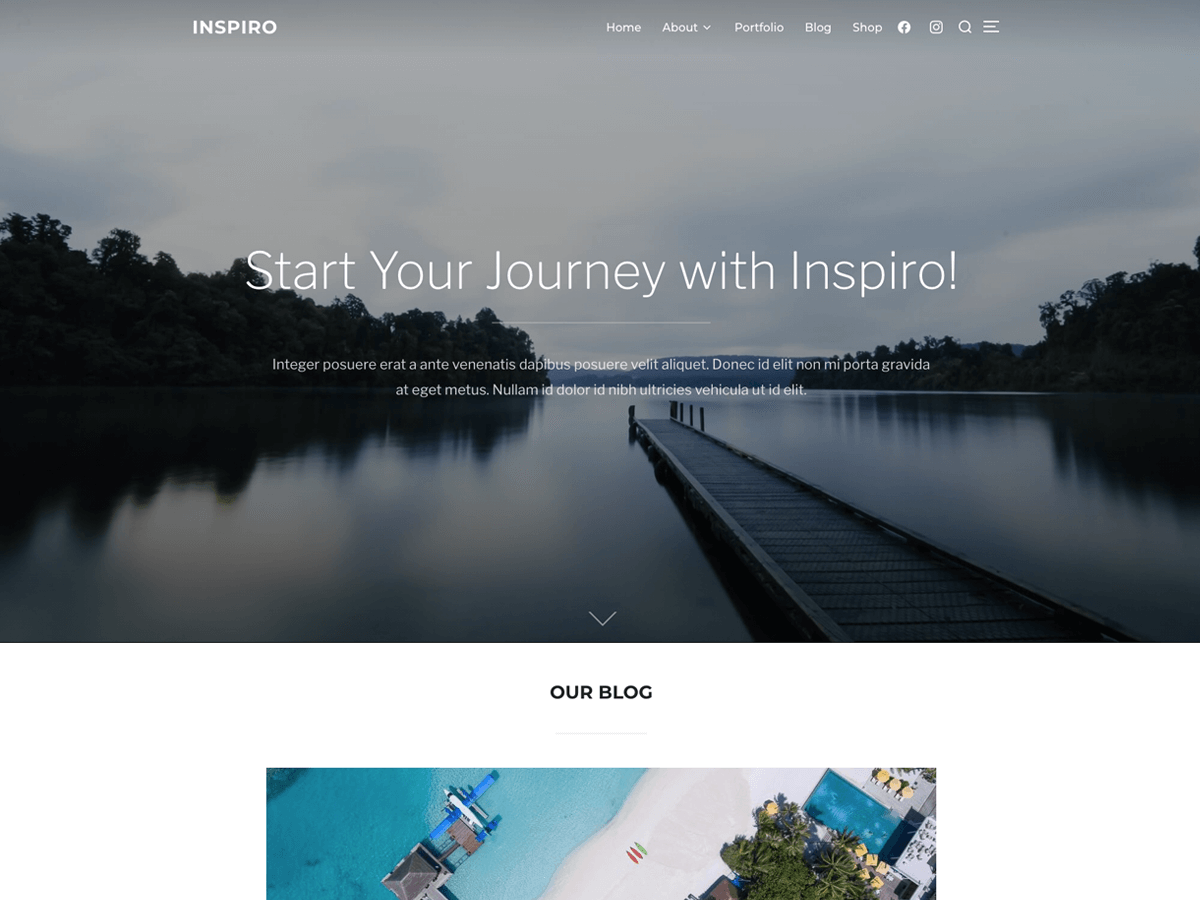 INSPIRO
Home About Portfolio Blog Shop
Start Your Journey with Inspiro!
Integer posuere erat a ante venenatis dapibus posuere velit aliquet. Donec id elit non mi porta gravida
at eget metus. Nullam id dolor id nibh ultricies vehicula ut id elit.
OUR BLOG